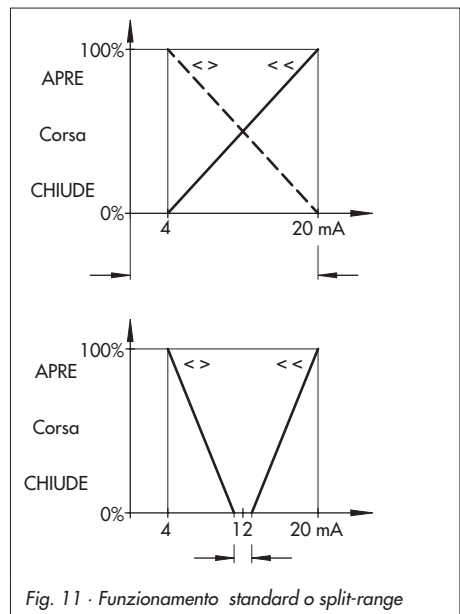 100%
< > < <
APRE
Corsa
CHIUDE
0%
4 20 mA
100%
< > < <
APRE
Corsa
CHIUDE
0%
4 12 20 mA
Fig. 11 · Funzionamento standard o split-range